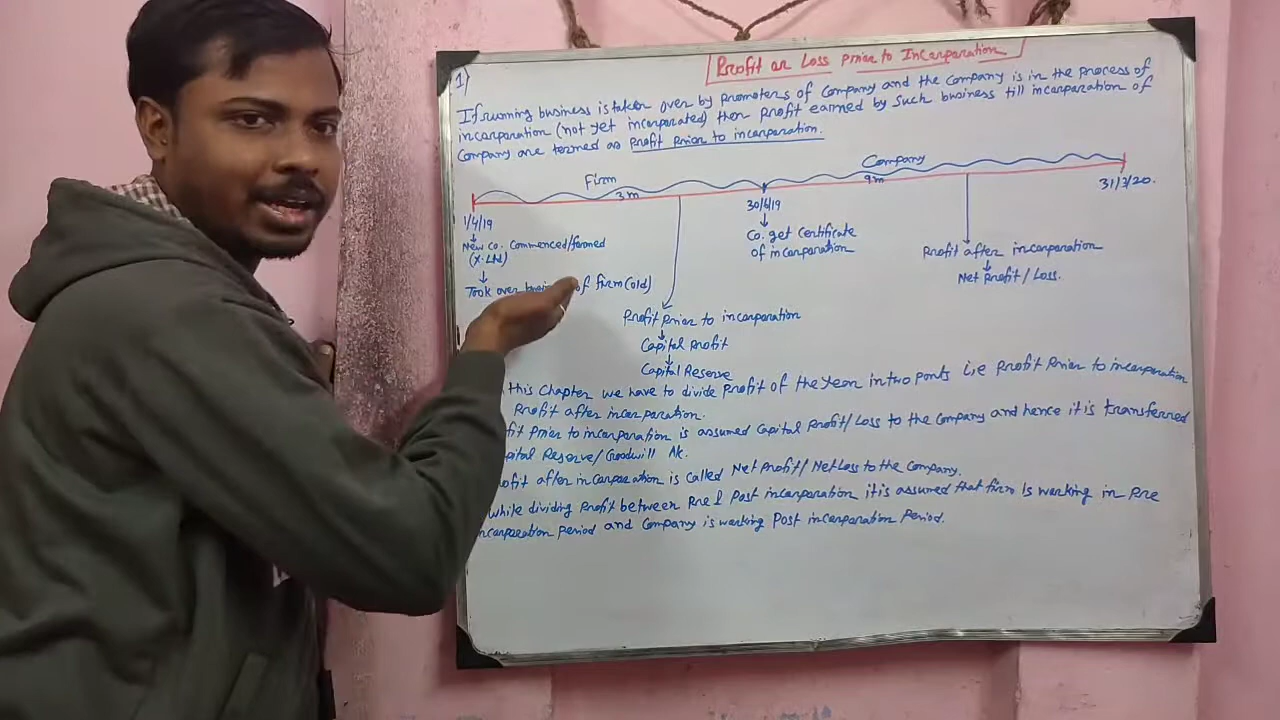 Profit or Loss prior to Incorporation
1)
If running business is taken over by promoters of Company and the Company is in the process of
incorporation (not yet incorporated) then profit earned by such business till incorporation of
Company are termed as profit prior to incorporation.
Firm
Company
3m
9m
1/4/19
30/6/19
31/3/20.
New co. Commenced/formed
(X. Ltd)
Took over of firm (old)
Co. get certificate
of incorporation
Profit after incorporation
Net Profit / Loss.
Profit prior to incorporation
Capital Profit
Capital Reserve
this Chapter we have to divide Profit of the year in two parts i.e Profit Prior to incorporation
Profit after incorporation.
Prior to incorporation is assumed Capital Profit/Loss to the Company and hence it is transferred
Reserve/Goodwill A/c.
after incorporation is called Net Profit/Net Loss to the Company.
while dividing Profit between Pre & Post incorporation it is assumed that firm is working in Pre
incorporation Period and Company is working Post incorporation Period.